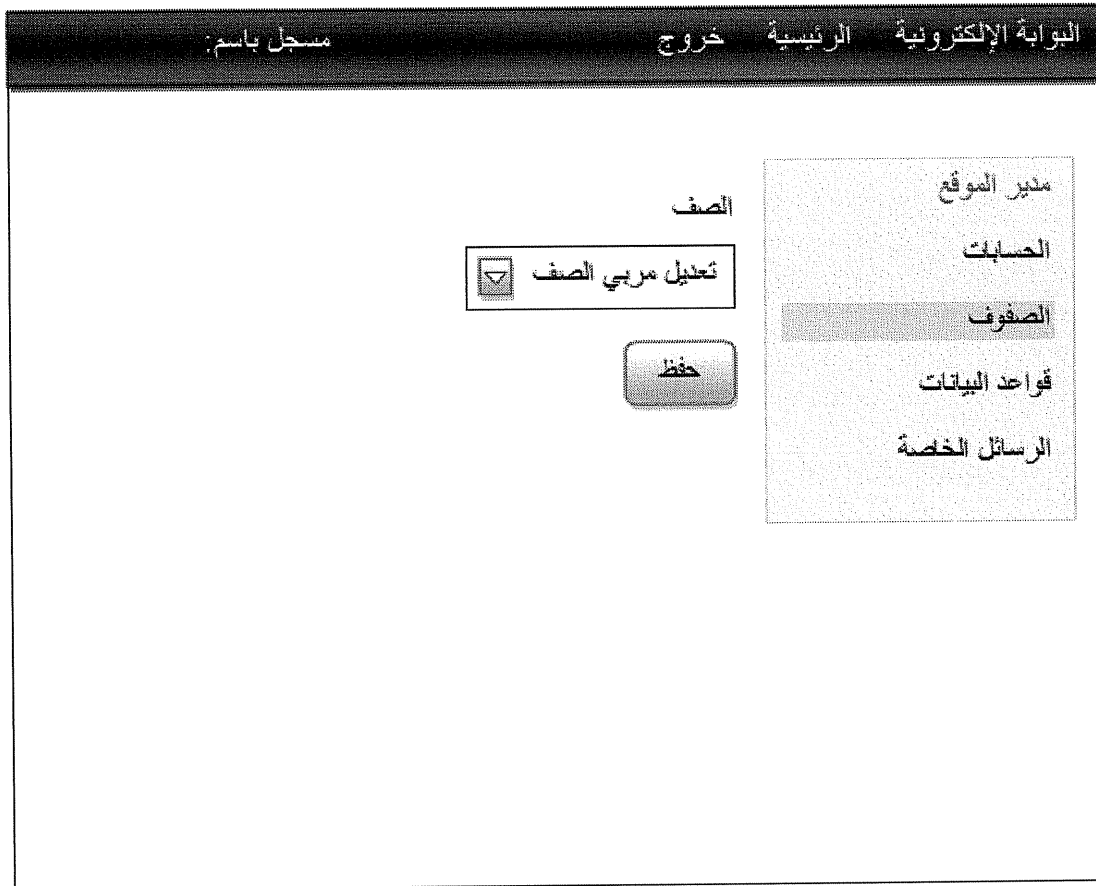 البوابة الإلكترونية الرئيسية خروج مسجل باسم:
مدير الموقع
الحسابات
الصفوف
قواعد البيانات
الرسائل الخاصة
الصف
تعديل مربي الصف
حفظ